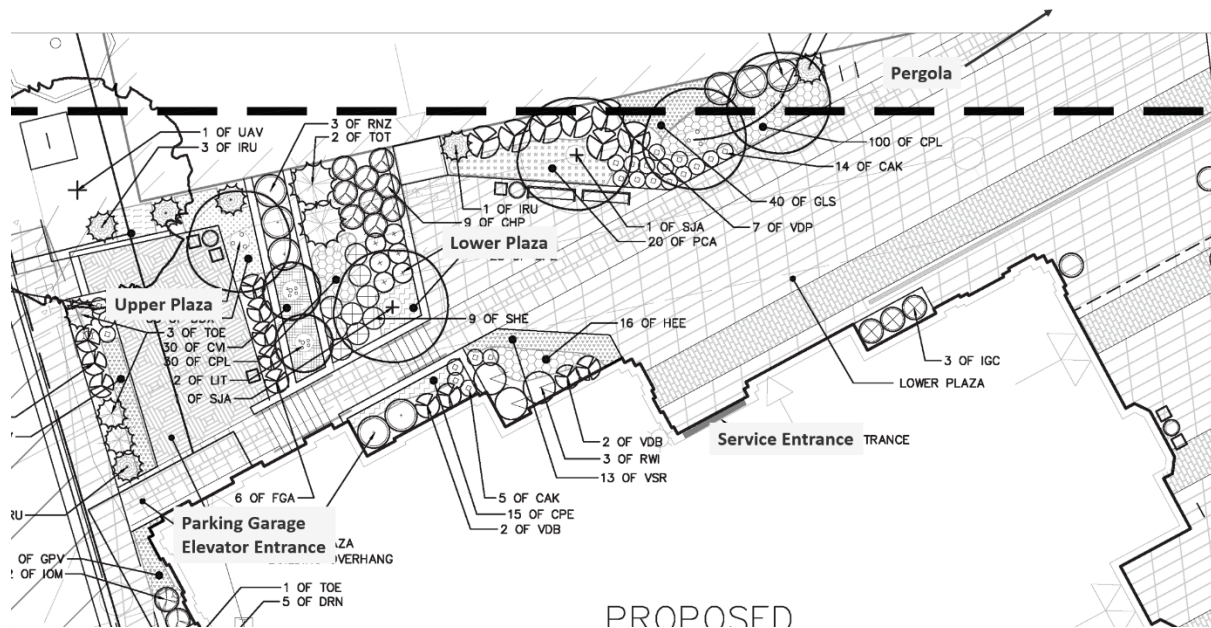 Pergola
1 OF UAV
3 OF IRU
3 OF RNZ
2 OF TOT
100 OF CPL
14 OF CAK
40 OF GLS
7 OF VDP
1 OF SJA
20 OF PCA
1 OF IRU
9 OF CHP
Lower Plaza
Upper Plaza
3 OF TOE
30 OF CVI
30 OF CPL
2 OF LIT
OF SJA
9 OF SHE
16 OF HEE
3 OF IGC
LOWER PLAZA
Service Entrance
TRANCE
2 OF VDB
3 OF RWI
13 OF VSR
6 OF FGA
5 OF CAK
15 OF CPE
2 OF VDB
RU
Parking Garage
Elevator Entrance
AZA
OVERHANG
OF GPV
2 OF IOM
1 OF TOE
5 OF DRN
PROPOSED